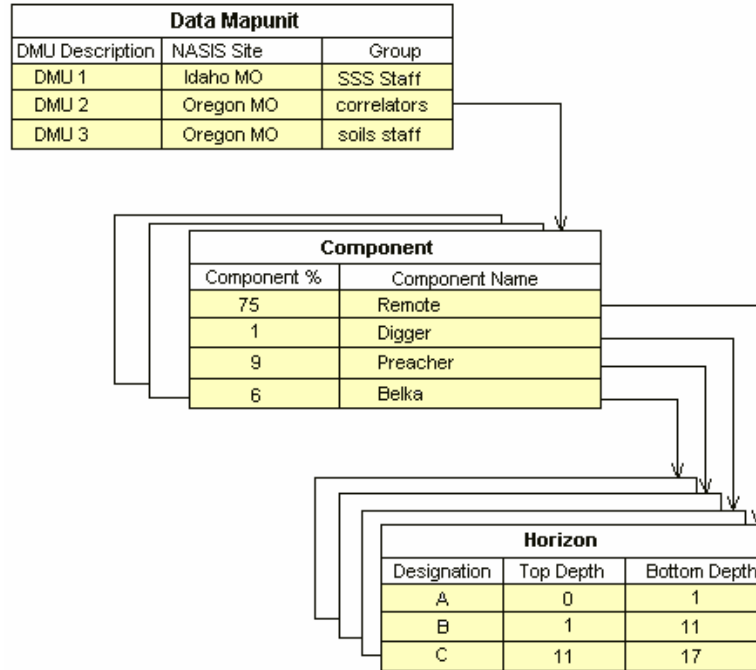 Data Mapunit
DMU Description NASIS Site Group
DMU 1 Idaho MO SSS Staff
DMU 2 Oregon MO correlators
DMU 3 Oregon MO soils staff
Component
Component % Component Name
75 Remote
1 Digger
9 Preacher
6 Belka
Horizon
Designation Top Depth Bottom Depth
A 0 1
B 1 11
C 11 17